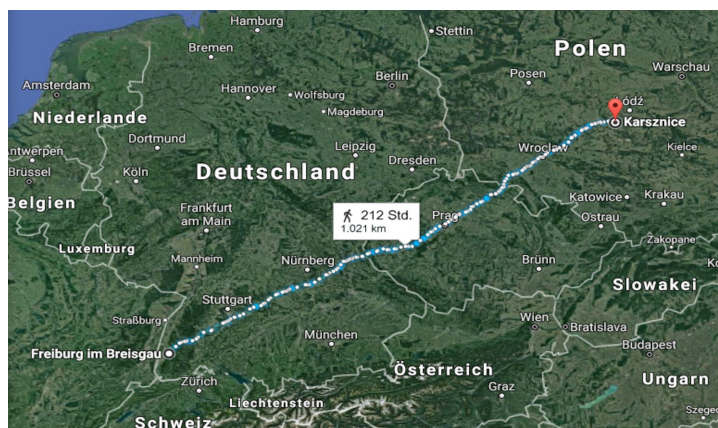 Hamburg
Stettin
Bremen
Polen
Warschau
Amsterdam
Berlin
Posen
Hannover
Wolfsburg
Magdeburg
Niederlande
Łódź
Karsznice
Dortmund
Antwerpen
Leipzig
Wroclaw
Kielce
Brüssel
Köln
Deutschland
Dresden
Belgien
Frankfurt
am Main
212 Std.
1.021 km
Prag
Katowice
Krakau
Ostrau
Luxemburg
Mannheim
Nürnberg
Brünn
Zakopane
Slowakei
Stuttgart
Straßburg
Wien
Bratislava
Freiburg im Breisgau
München
Budapest
Österreich
Ungarn
Zürich
Liechtenstein
Graz
Schweiz